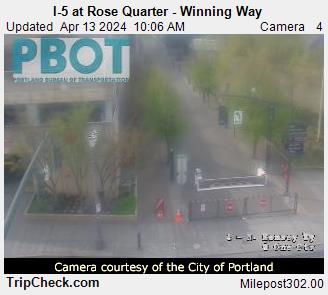 I-5 at Rose Quarter - Winning Way
Updated Apr 13 2024 10:06 AM Camera 4
PBOT
PORTLAND BUREAU OF TRANSPORTATION
Camera courtesy of the City of Portland
TripCheck.com Milepost302.00